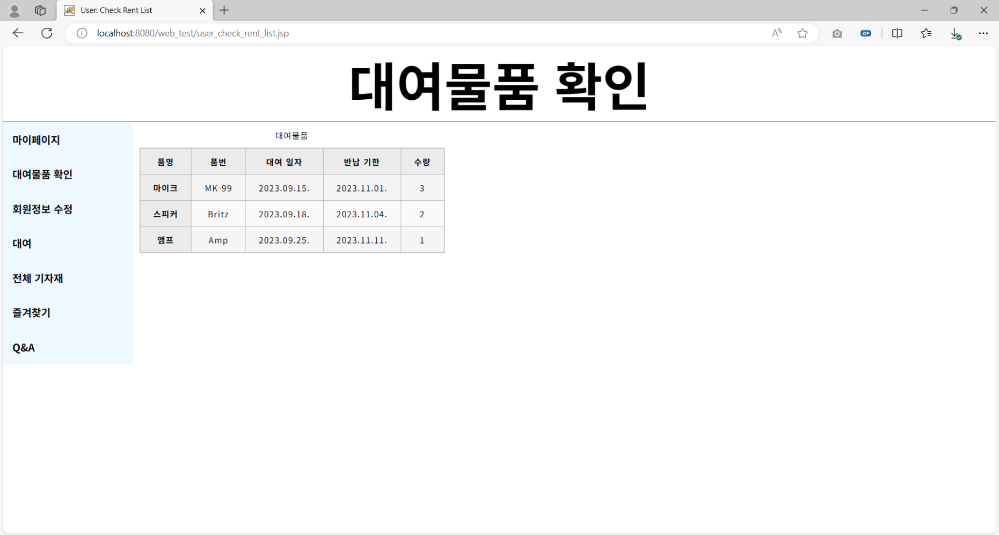 User: Check Rent List
localhost:8080/web_test/user_check_rent_list.jsp
A
ZIP
대여물품 확인
마이페이지
대여물품 확인
회원정보 수정
대여
전체 기자재
즐겨찾기
Q&A
대여물품
품명 품번 대여 일자 반납 기한 수량
마이크 MK-99 2023.09.15. 2023.11.01. 3
스피커 Britz 2023.09.18. 2023.11.04. 2
앰프 Amp 2023.09.25. 2023.11.11. 1